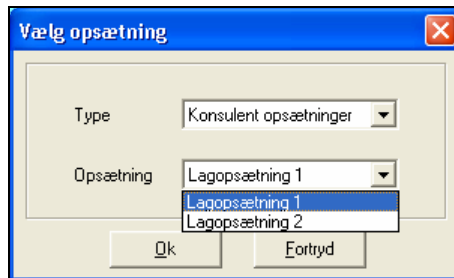 Vælg opsætning
Type Konsulent opsætninger
Opsætning Lagopsætning 1
Lagopsætning 1
Lagopsætning 2
Ok Fortryd